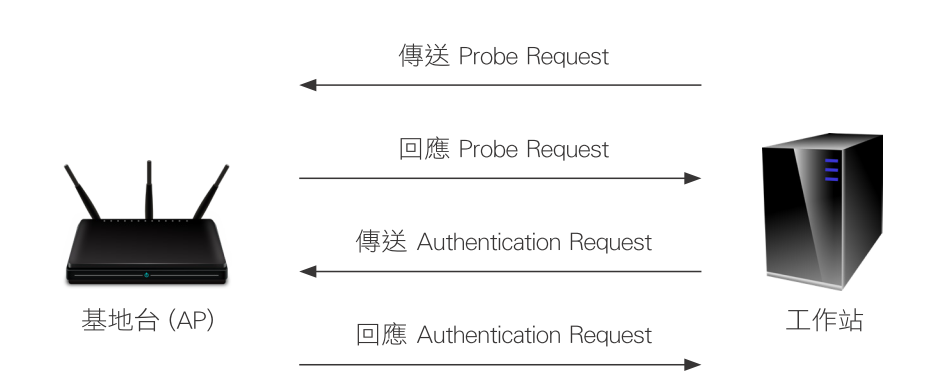 傳送 Probe Request
回應 Probe Request
傳送 Authentication Request
基地台 (AP)
工作站
回應 Authentication Request